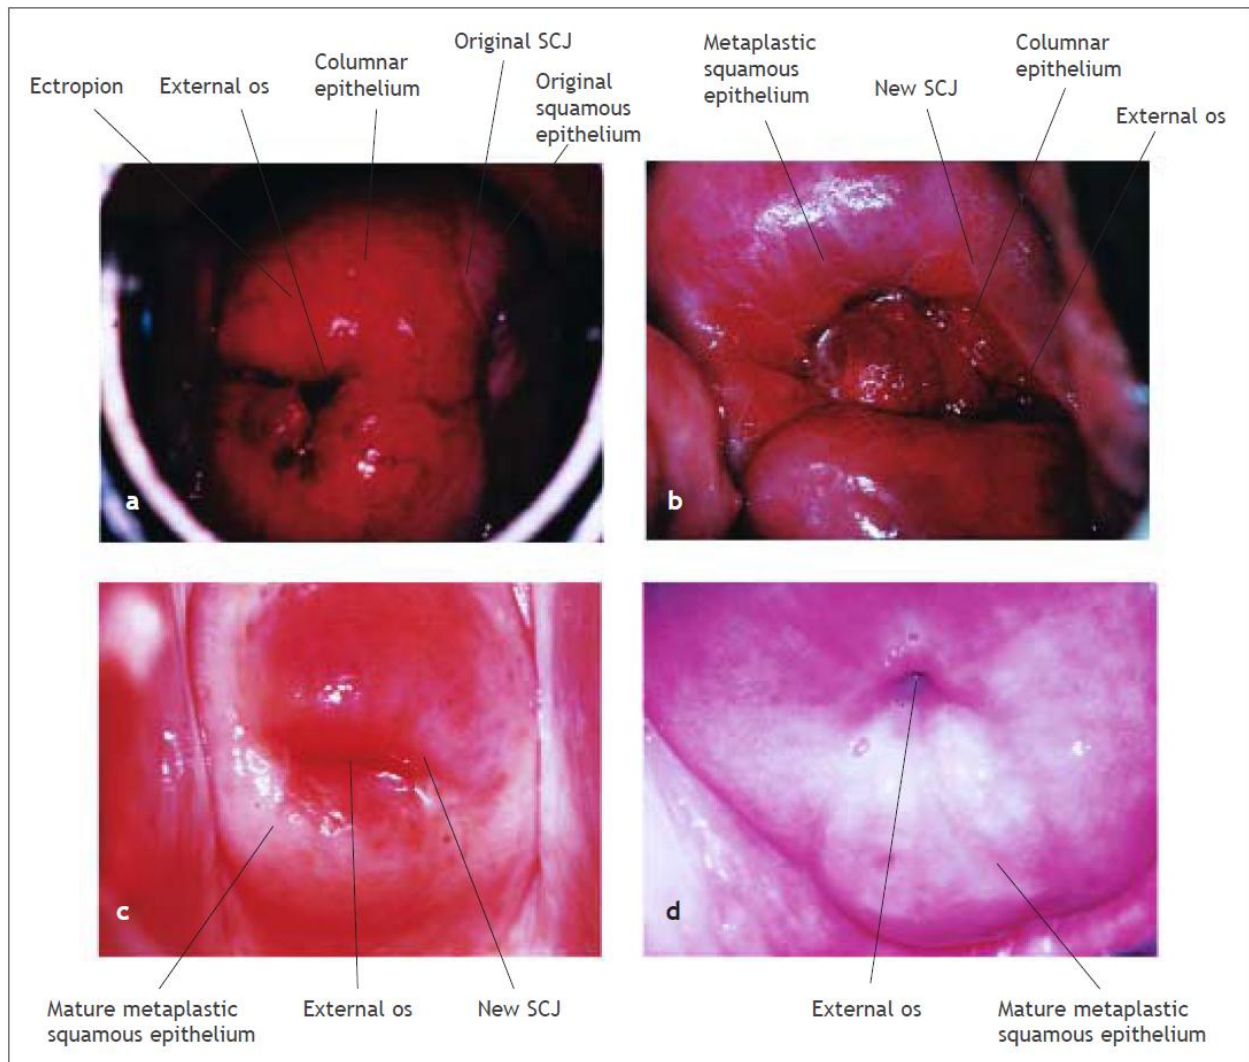 Ectropion
External os
Columnar
epithelium
Original SCJ
Original
squamous
epithelium
Metaplastic
squamous
epithelium
New SCJ
Columnar
epithelium
External os
a
b
c
d
Mature metaplastic
squamous epithelium
External os
New SCJ
External os
Mature metaplastic
squamous epithelium